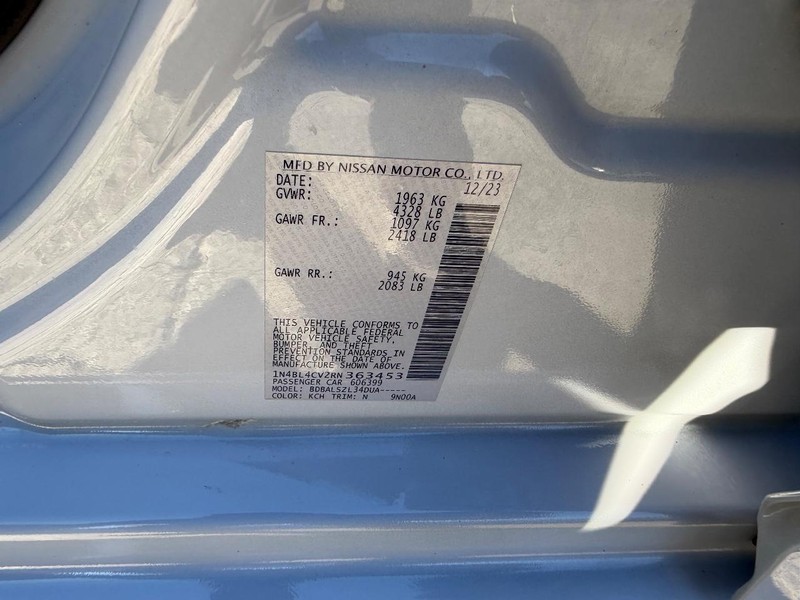 MFD BY NISSAN MOTOR CO., LTD.
DATE: 12/23
GVWR: 1963 KG
4328 LB
GAWR FR.: 1097 KG
2418 LB
GAWR RR.: 945 KG
2083 LB
THIS VEHICLE CONFORMS TO
ALL APPLICABLE FEDERAL
MOTOR VEHICLE SAFETY,
BUMPER, AND THEFT
PREVENTION STANDARDS IN
EFFECT ON THE DATE OF
MANUFACTURE SHOWN ABOVE.
1N4BL4CV2RN363453
PASSENGER CAR 606399
MODEL: BDBALS2L34DUA-----
COLOR: KCH TRIM: N 9N00A